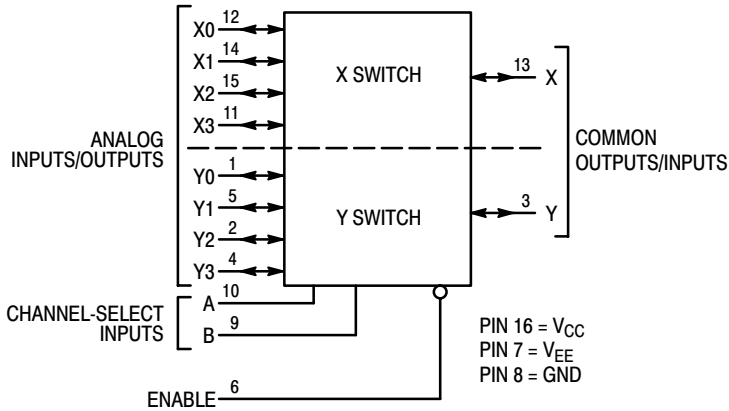 X0 12
X1 14
X2 15
X3 11
X SWITCH
13 X
ANALOG
INPUTS/OUTPUTS
COMMON
OUTPUTS/INPUTS
Y0 1
Y1 5
Y2 2
Y3 4
Y SWITCH
3 Y
CHANNEL-SELECT
INPUTS
A 10
B 9
PIN 16 = VCC
PIN 7 = VEE
PIN 8 = GND
ENABLE 6